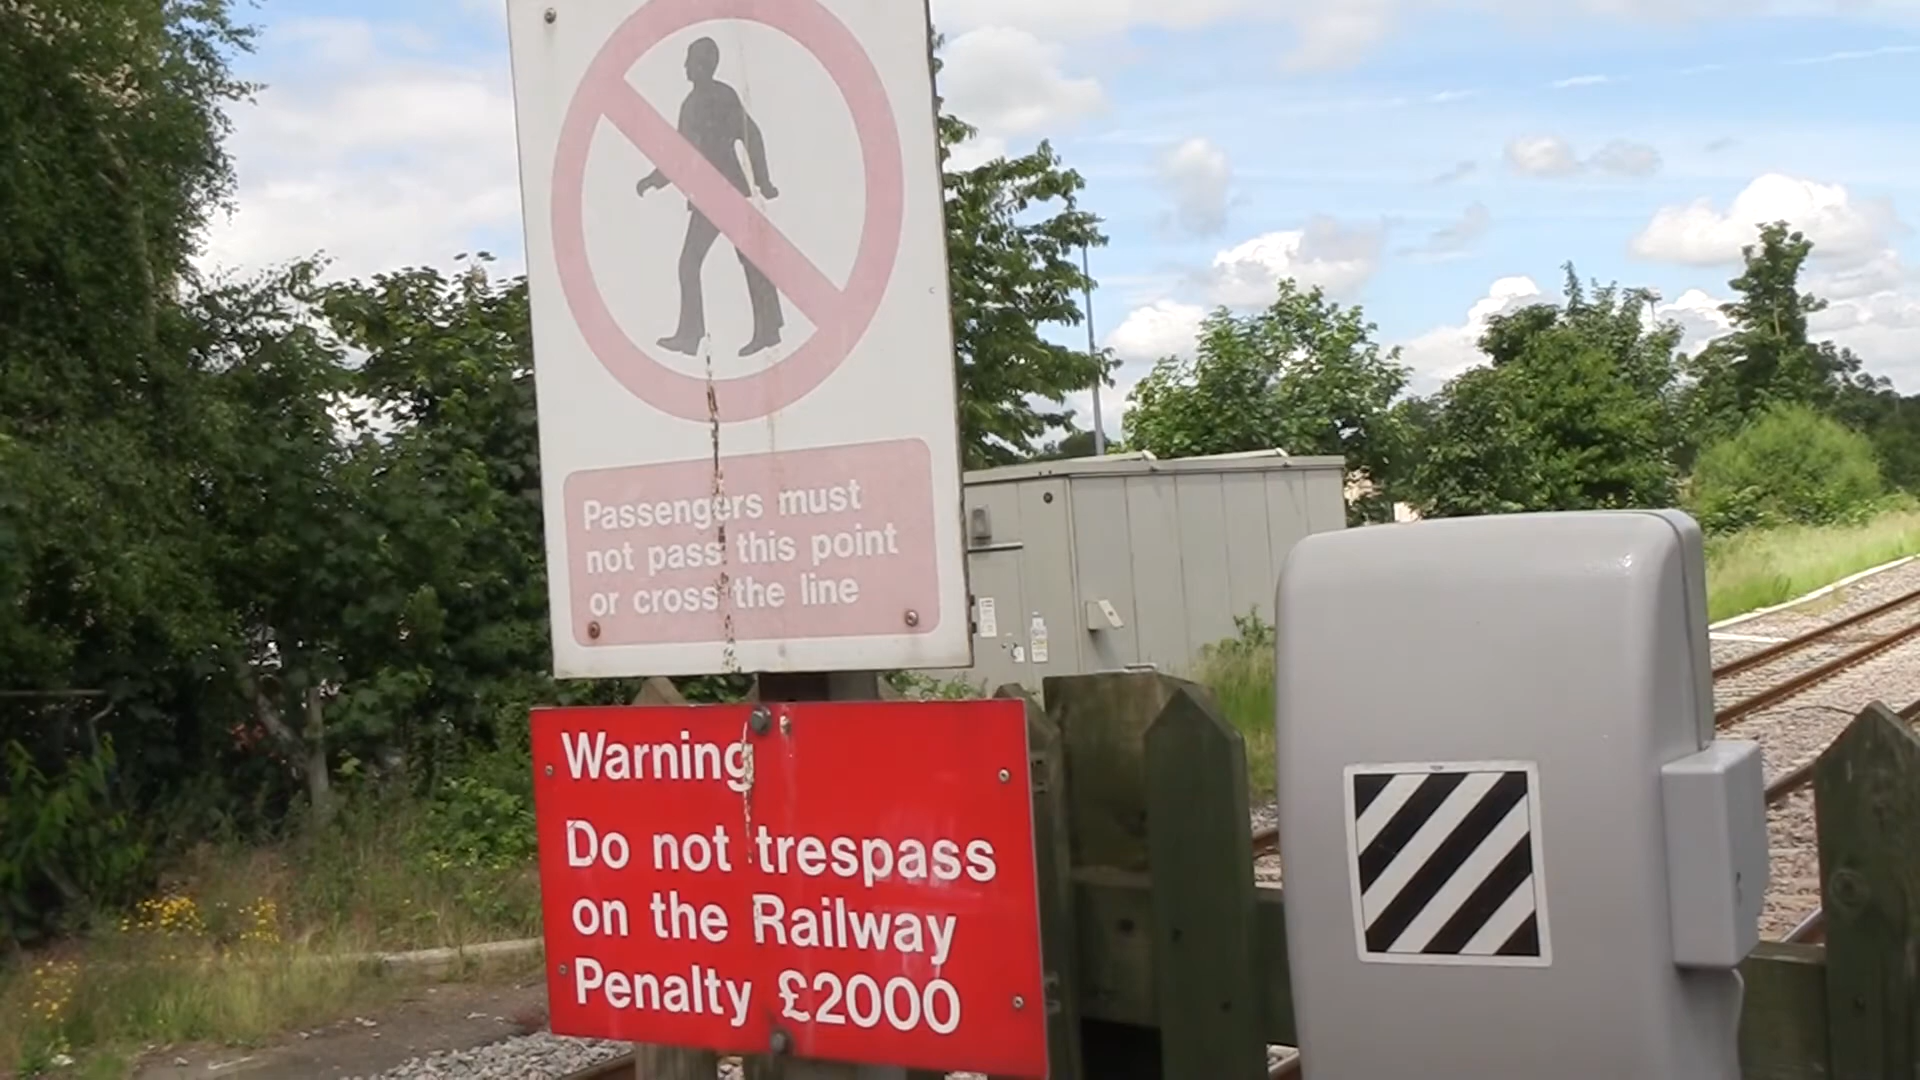 Passengers must
not pass this point
or cross the line
Warning
Do not trespass
on the Railway
Penalty £2000